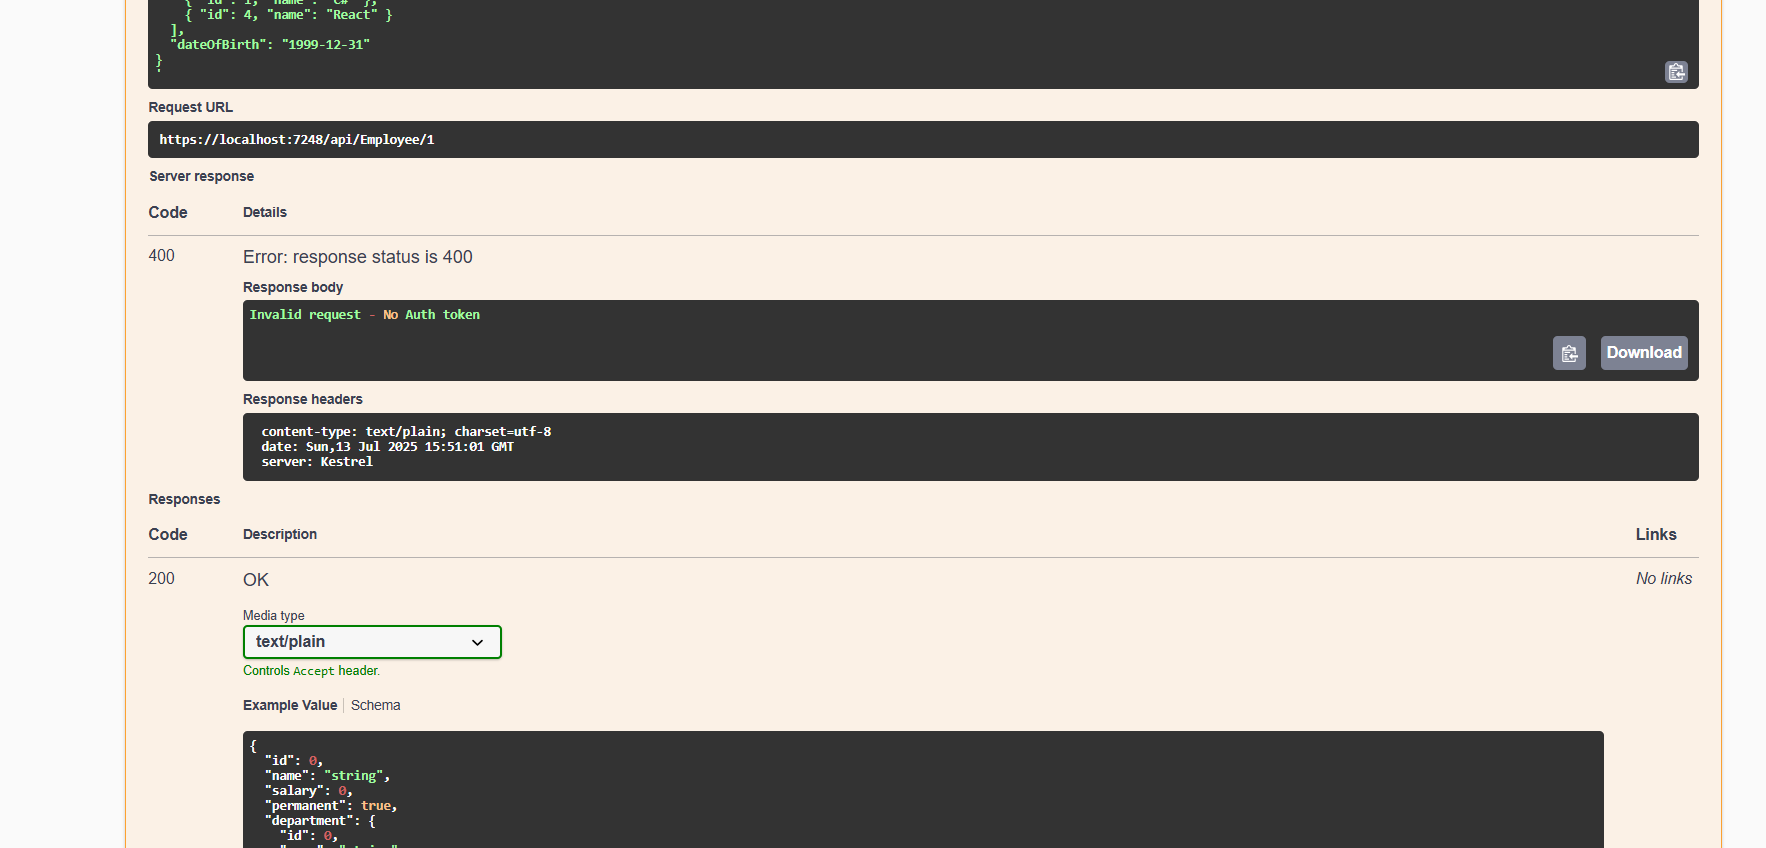 { "id": 1, "name": "C#" },
{ "id": 4, "name": "React" }
],
"dateOfBirth": "1999-12-31"
}
'
Request URL
https://localhost:7248/api/Employee/1
Server response
Code Details
400 Error: response status is 400
Response body
Invalid request - No Auth token
Download
Response headers
content-type: text/plain; charset=utf-8
date: Sun,13 Jul 2025 15:51:01 GMT
server: Kestrel
Responses
Code Description Links
200 OK No links
Media type
text/plain
Controls Accept header.
Example Value Schema
{
"id": 0,
"name": "string",
"salary": 0,
"permanent": true,
"department": {
"id": 0,